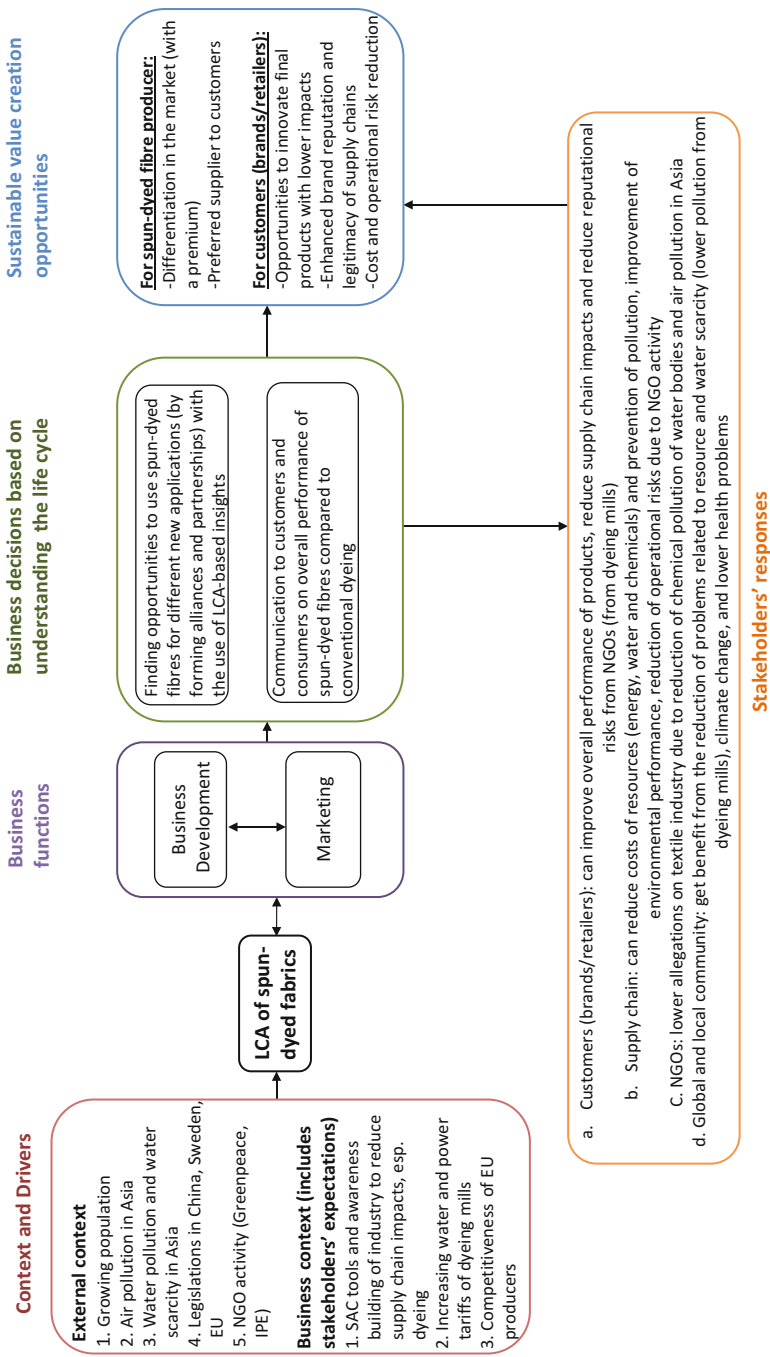 Context and Drivers
External context
1. Growing population
2. Air pollution in Asia
3. Water pollution and water
scarcity in Asia
4. Legislations in China, Sweden,
EU
5. NGO activity (Greenpeace,
IPE)
Business context (includes
stakeholders' expectations)
1. SAC tools and awareness
building of industry to reduce
supply chain impacts, esp.
dyeing
2. Increasing water and power
tariffs of dyeing mills
3. Competitiveness of EU
producers
LCA of spun-
dyed fabrics
Business
functions
Business
Development
Marketing
Business decisions based on
understanding the life cycle
Finding opportunities to use spun-dyed
fibres for different new applications (by
forming alliances and partnerships) with
the use of LCA-based insights
Communication to customers and
consumers on overall performance of
spun-dyed fibres compared to
conventional dyeing
Sustainable value creation
opportunities
For spun-dyed fibre producer:
-Differentiation in the market (with
a premium)
-Preferred supplier to customers
For customers (brands/retailers):
-Opportunities to innovate final
products with lower impacts
-Enhanced brand reputation and
legitimacy of supply chains
-Cost and operational risk reduction
a. Customers (brands/retailers): can improve overall performance of products, reduce supply chain impacts and reduce reputational
risks from NGOs (from dyeing mills)
b. Supply chain: can reduce costs of resources (energy, water and chemicals) and prevention of pollution, improvement of
environmental performance, reduction of operational risks due to NGO activity
C. NGOs: lower allegations on textile industry due to reduction of chemical pollution of water bodies and air pollution in Asia
d. Global and local community: get benefit from the reduction of problems related to resource and water scarcity (lower pollution from
dyeing mills), climate change, and lower health problems
Stakeholders' responses